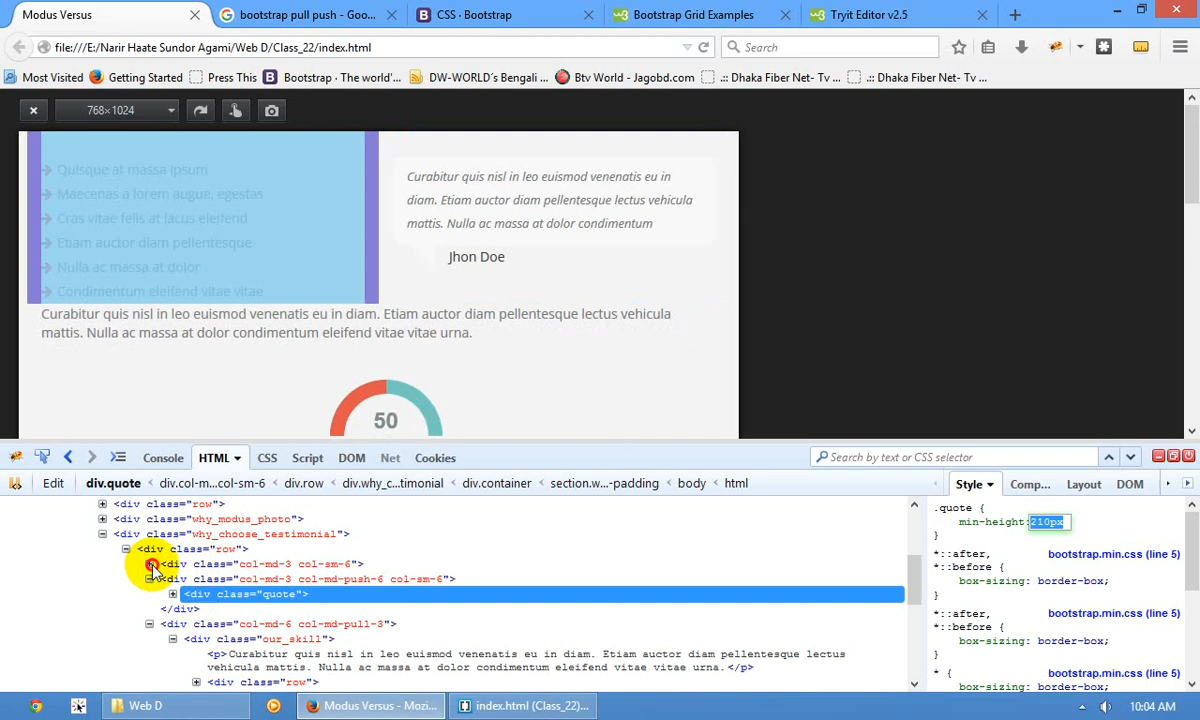 Modus Versus
bootstrap pull push - Goo...
CSS · Bootstrap
Bootstrap Grid Examples
Tryit Editor v2.5
file:///E:/Narir Haate Sundor Agami/Web D/Class_22/index.html
Search
Most Visited
Getting Started
Press This
Bootstrap · The world'...
DW-WORLD´s Bengali ...
Btv World - Jagobd.com
.:: Dhaka Fiber Net- Tv ...
.:: Dhaka Fiber Net- Tv ...
768×1024
Quisque at massa ipsum
Maecenas a lorem augue, egestas
Cras vitae felis at lacus eleifend
Etiam auctor diam pellentesque
Nulla ac massa at dolor
Condimentum eleifend vitae vitae
Curabitur quis nisl in leo euismod venenatis eu in
diam. Etiam auctor diam pellentesque lectus vehicula
mattis. Nulla ac massa at dolor condimentum
Jhon Doe
Curabitur quis nisl in leo euismod venenatis eu in diam. Etiam auctor diam pellentesque lectus vehicula
mattis. Nulla ac massa at dolor condimentum eleifend vitae vitae urna.
50
Console
HTML
CSS
Script
DOM
Net
Cookies
Search by text or CSS selector
Edit
div.quote < div.col-m...col-sm-6 < div.row < div.why_c...timonial < div.container < section.w...-padding < body < html
Style
Comp...
Layout
DOM
<div class="row">
<div class="why_modus_photo">
<div class="why_choose_testimonial">
<div class="row">
<div class="col-md-3 col-sm-6">
<div class="col-md-3 col-md-push-6 col-sm-6">
<div class="quote">
</div>
<div class="col-md-6 col-md-pull-3">
<div class="our_skill">
<p>Curabitur quis nisl in leo euismod venenatis eu in diam. Etiam auctor diam pellentesque lectus
vehicula mattis. Nulla ac massa at dolor condimentum eleifend vitae vitae urna.</p>
<div class="row">
.quote {
min-height:210px
}
*::after, bootstrap.min.css (line 5)
*::before {
box-sizing: border-box;
}
*::after, bootstrap.min.css (line 5)
*::before {
box-sizing: border-box;
}
* { bootstrap.min.css (line 5)
box-sizing: border-box;
Web D
Modus Versus - Mozi...
index.html (Class_22)...
10:04 AM